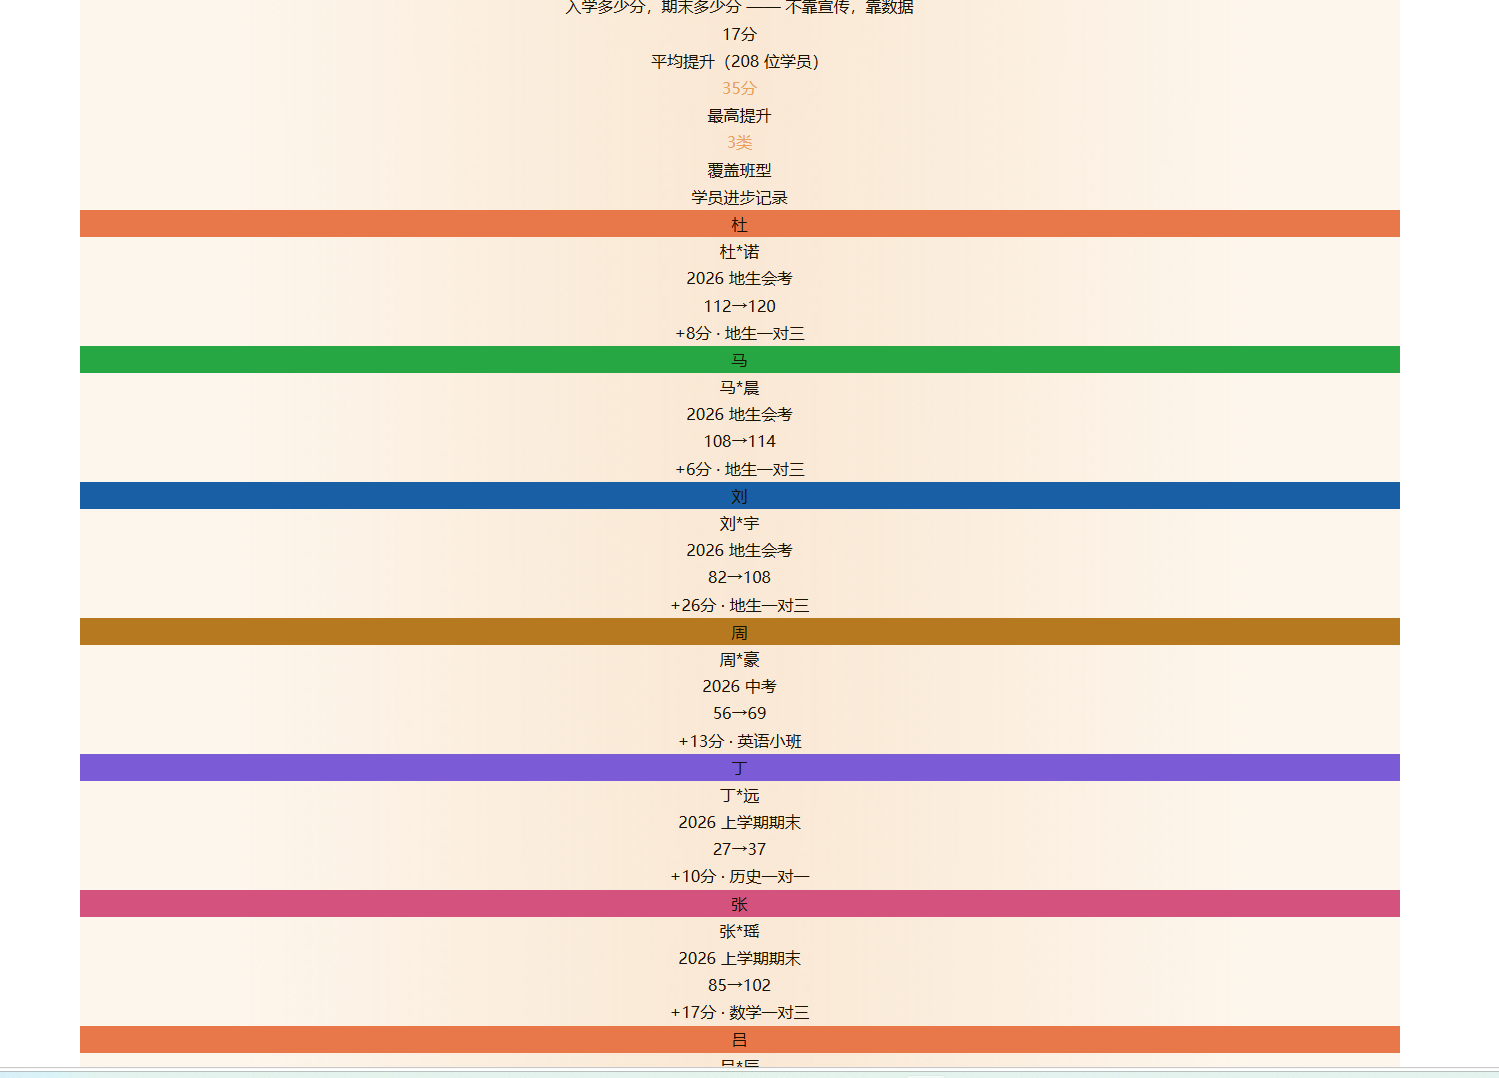 入学多少分，期末多少分 —— 不靠宣传，靠数据
17分
平均提升（208 位学员）
35分
最高提升
3类
覆盖班型
学员进步记录
杜
杜*诺
2026 地生会考
112→120
+8分 · 地生一对三
马
马*晨
2026 地生会考
108→114
+6分 · 地生一对三
刘
刘*宇
2026 地生会考
82→108
+26分 · 地生一对三
周
周*豪
2026 中考
56→69
+13分 · 英语小班
丁
丁*远
2026 上学期期末
27→37
+10分 · 历史一对一
张
张*瑶
2026 上学期期末
85→102
+17分 · 数学一对三
吕